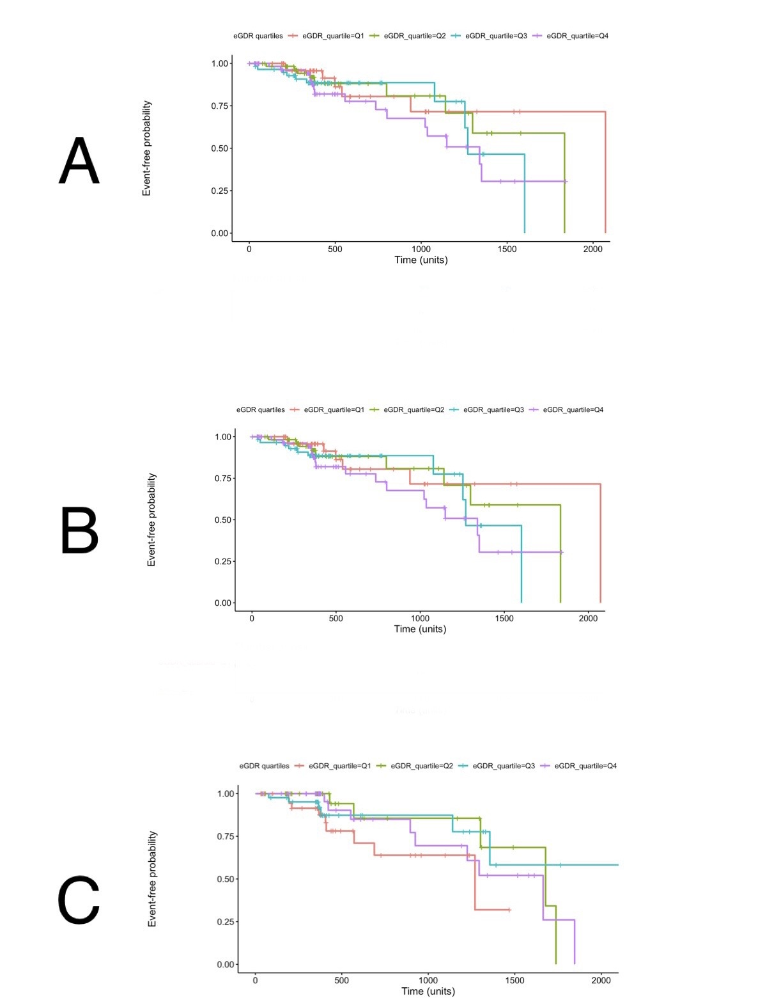 eGDR quartiles eGDR_quartile=Q1 eGDR_quartile=Q2 eGDR_quartile=Q3 eGDR_quartile=Q4
A
Event-free probability
1.00
0.75
0.50
0.25
0.00
0 500 1000 1500 2000
Time (units)
eGDR quartiles eGDR_quartile=Q1 eGDR_quartile=Q2 eGDR_quartile=Q3 eGDR_quartile=Q4
B
Event-free probability
1.00
0.75
0.50
0.25
0.00
0 500 1000 1500 2000
Time (units)
eGDR quartiles eGDR_quartile=Q1 eGDR_quartile=Q2 eGDR_quartile=Q3 eGDR_quartile=Q4
C
Event-free probability
1.00
0.75
0.50
0.25
0.00
0 500 1000 1500 2000
Time (units)